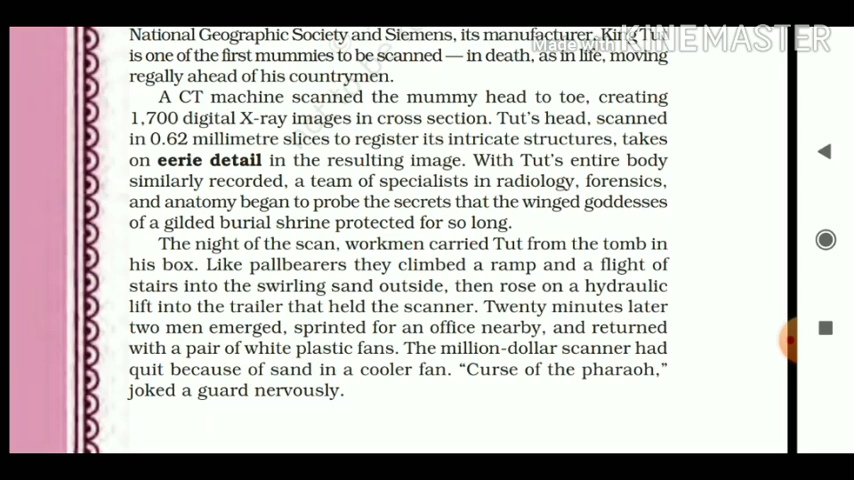 National Geographic Society and Siemens, its manufacturer. King Tut
Made with KINEMASTER
is one of the first mummies to be scanned — in death, as in life, moving
regally ahead of his countrymen.
A CT machine scanned the mummy head to toe, creating
1,700 digital X-ray images in cross section. Tut's head, scanned
in 0.62 millimetre slices to register its intricate structures, takes
on eerie detail in the resulting image. With Tut's entire body
similarly recorded, a team of specialists in radiology, forensics,
and anatomy began to probe the secrets that the winged goddesses
of a gilded burial shrine protected for so long.
The night of the scan, workmen carried Tut from the tomb in
his box. Like pallbearers they climbed a ramp and a flight of
stairs into the swirling sand outside, then rose on a hydraulic
lift into the trailer that held the scanner. Twenty minutes later
two men emerged, sprinted for an office nearby, and returned
with a pair of white plastic fans. The million-dollar scanner had
quit because of sand in a cooler fan. “Curse of the pharaoh,”
joked a guard nervously.